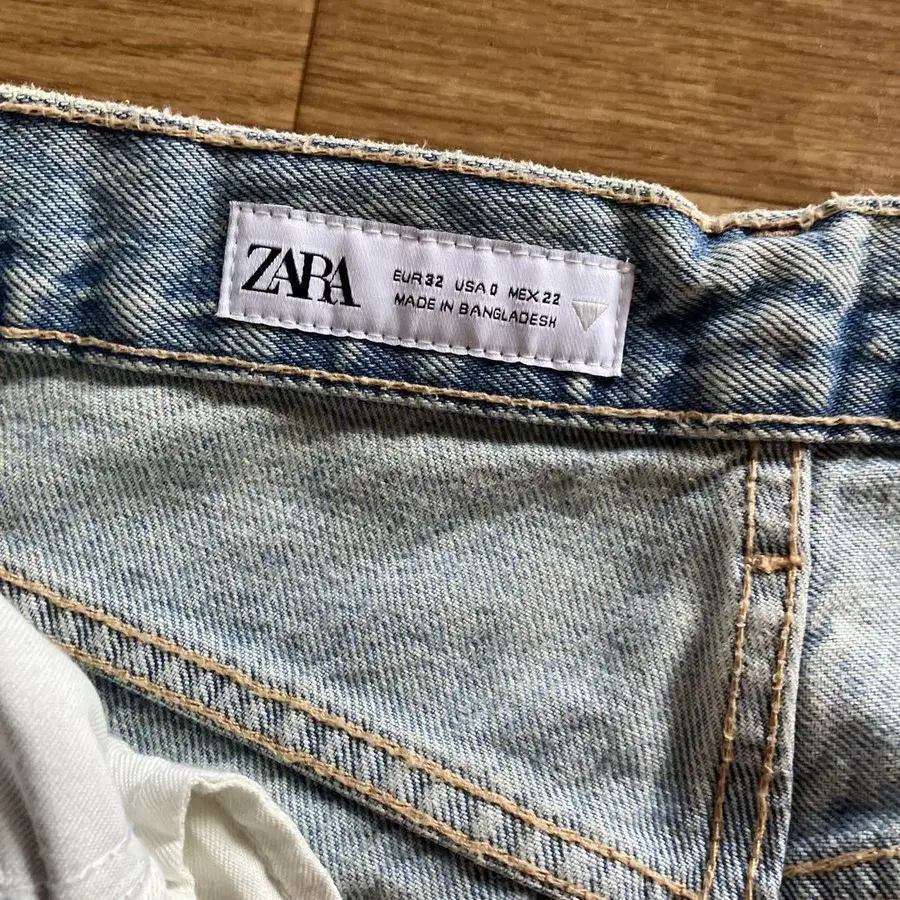 ZARA
EUR 32 USA 0 MEX 22
MADE IN BANGLADESH